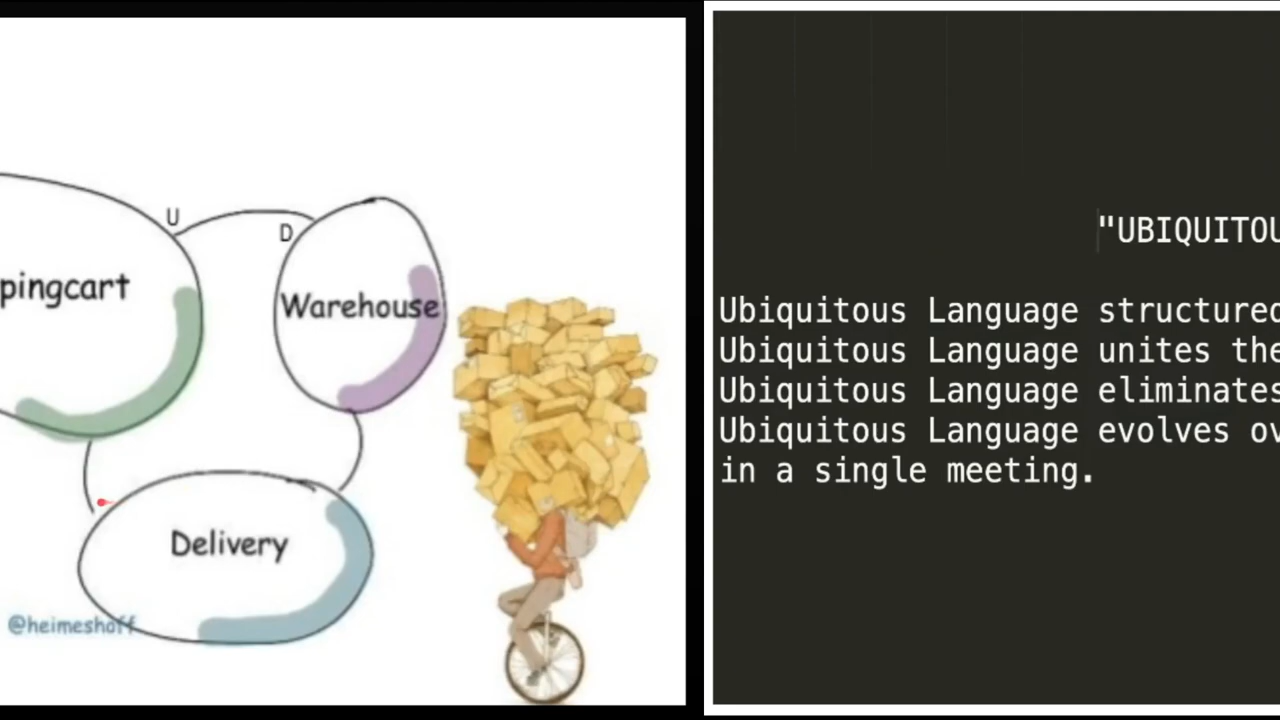 U
D
pingcart
Warehouse
Delivery
@heimeshoff
"UBIQUITOU
Ubiquitous Language structured
Ubiquitous Language unites the
Ubiquitous Language eliminates
Ubiquitous Language evolves ov
in a single meeting.